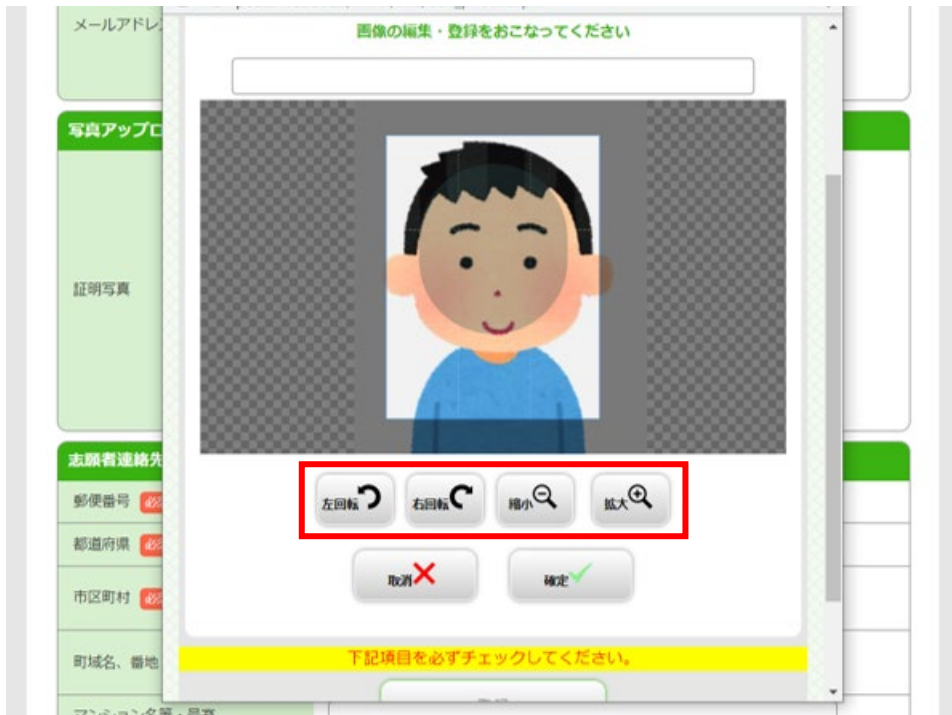 メールアドレ
画像の編集・登録をおこなってください
写真アップロ
証明写真
志願者連絡先
郵便番号
都道府県
市区町村
町域名、番地
左回転
右回転
縮小
拡大
取消
確定
下記項目を必ずチェックしてください。